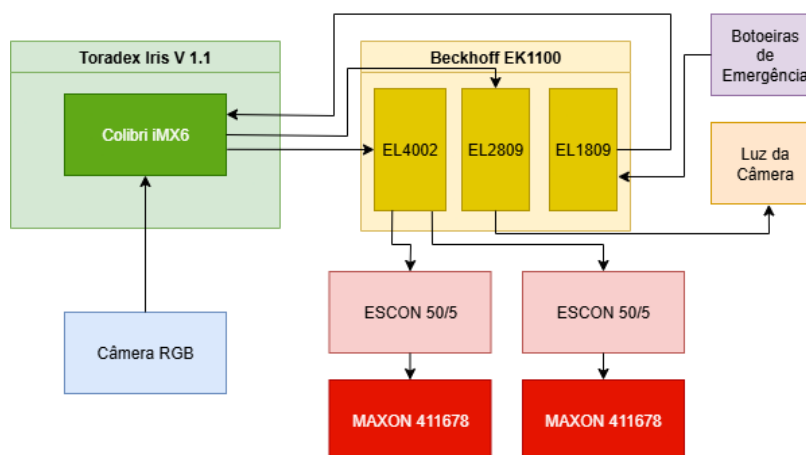 Toradex Iris V 1.1
Colibri iMX6
Beckhoff EK1100
EL4002
EL2809
EL1809
Botoeiras
de
Emergência
Luz da
Câmera
Câmera RGB
ESCON 50/5
ESCON 50/5
MAXON 411678
MAXON 411678